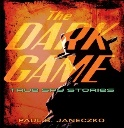 The
DARK
GAME
TRUE SPY STORIES
PAUL B. JANECZKO